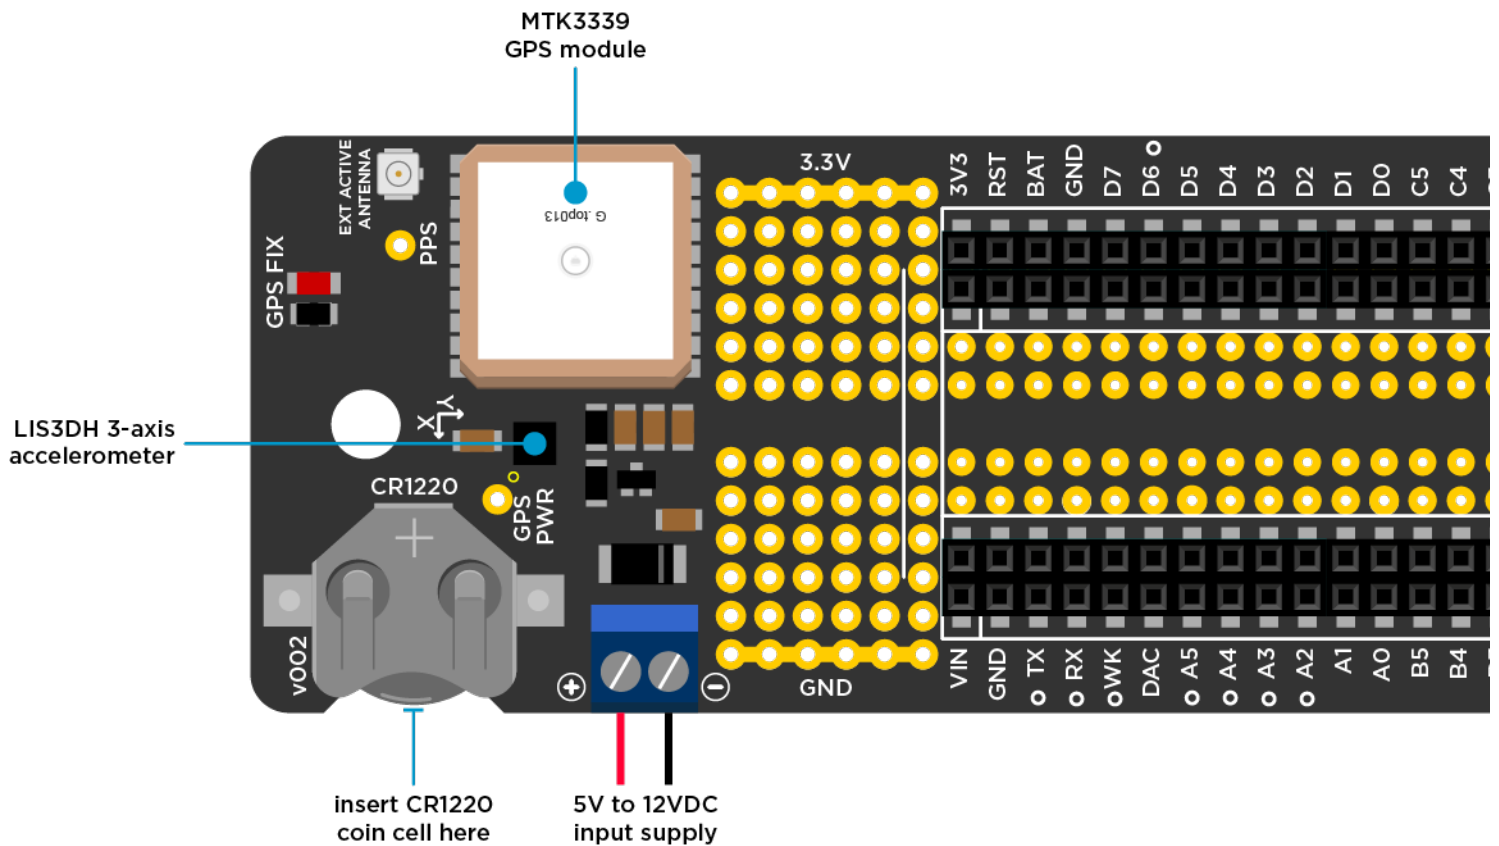 MTK3339
GPS module
EXT ACTIVE
ANTENNA
PPS
GPS FIX
G.top013
3.3V
3V3
RST
BAT
GND
D7
D6
D5
D4
D3
D2
D1
D0
C5
C4
LIS3DH 3-axis
accelerometer
X
Y
CR1220
GPS
PWR
v002
+
−
GND
VIN
GND
TX
RX
WK
DAC
A5
A4
A3
A2
A1
A0
B5
B4
insert CR1220
coin cell here
5V to 12VDC
input supply